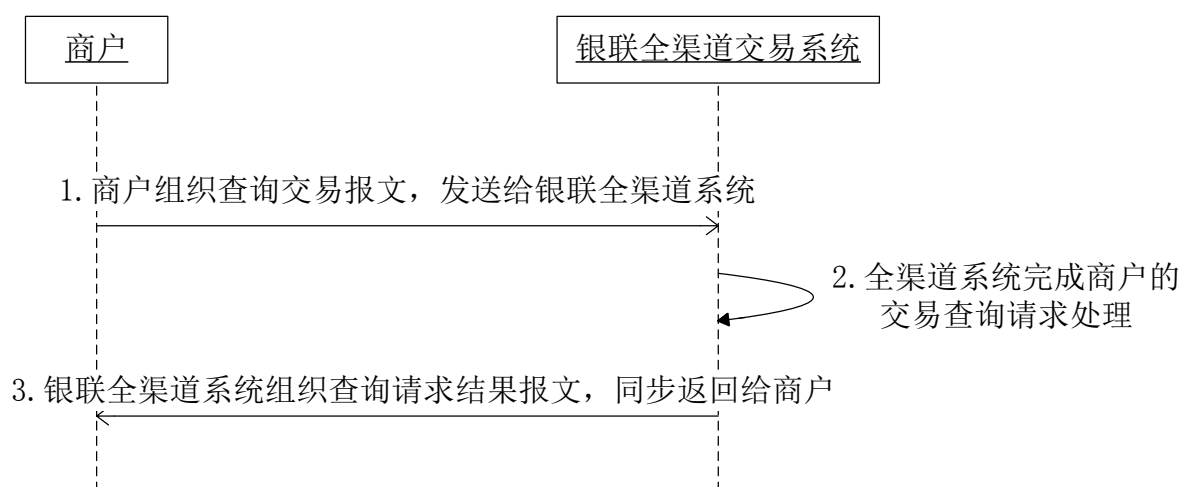 商户
银联全渠道交易系统
1.商户组织查询交易报文，发送给银联全渠道系统
2.全渠道系统完成商户的
交易查询请求处理
3.银联全渠道系统组织查询请求结果报文，同步返回给商户